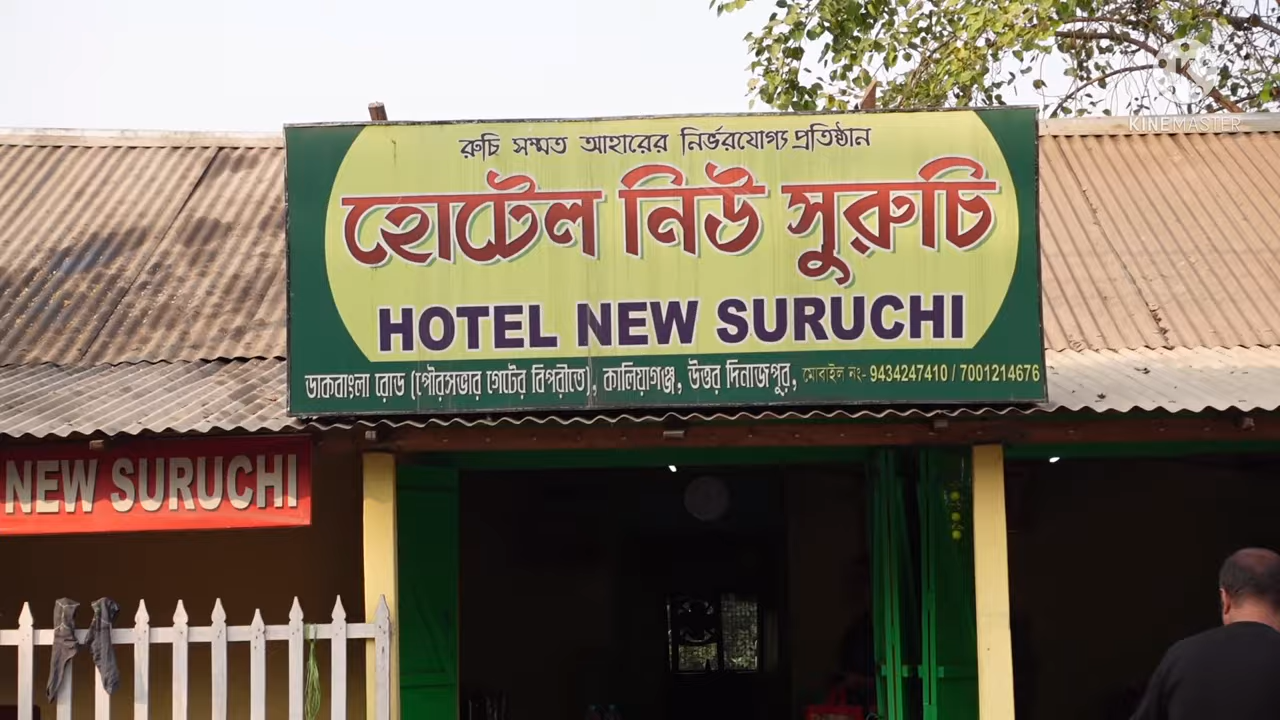 রুচি সম্মত আহারের নির্ভরযোগ্য প্রতিষ্ঠান
হোটেল নিউ সুরুচি
HOTEL NEW SURUCHI
ডাকবাংলা রোড (পৌরসভার গেটের বিপরীতে), কালিয়াগঞ্জ, উত্তর দিনাজপুর, মোবাইল নং- 9434247410 / 7001214676
NEW SURUCHI
KINEMASTER